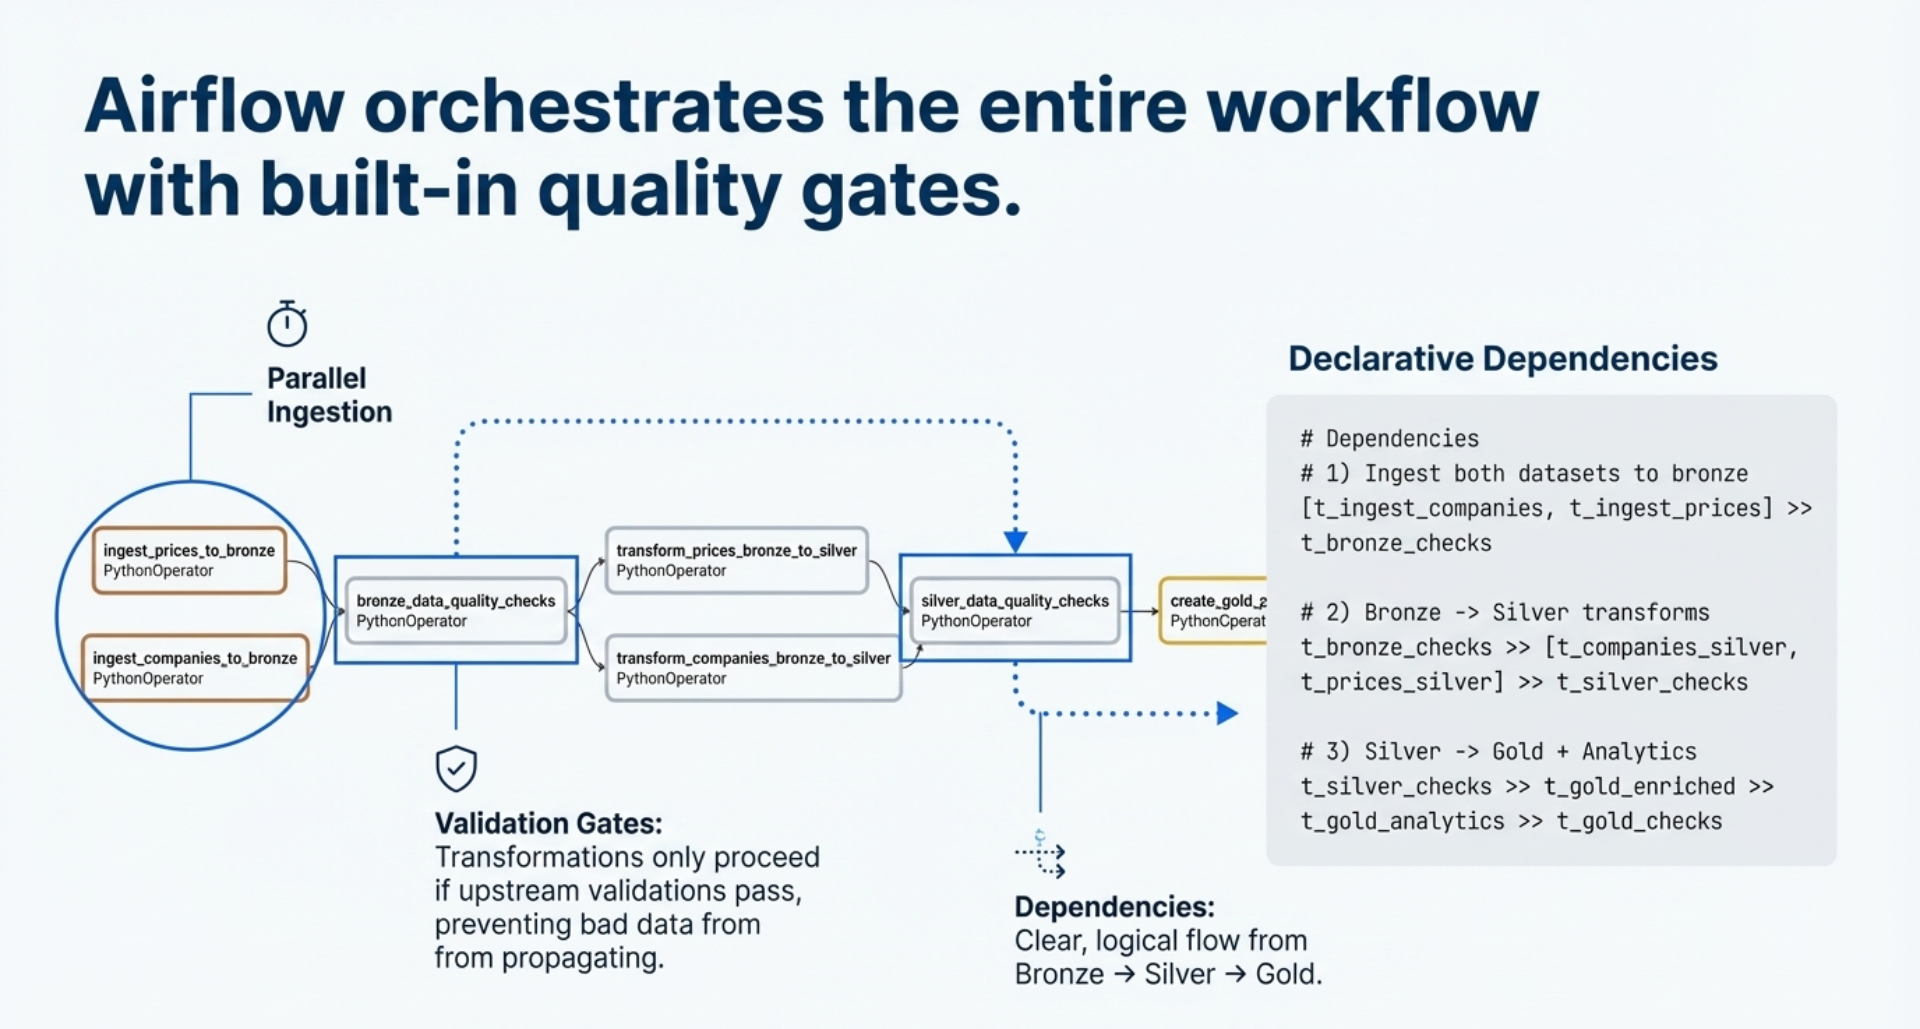 Airflow orchestrates the entire workflow
with built-in quality gates.
Parallel
Ingestion
ingest_prices_to_bronze
PythonOperator
ingest_companies_to_bronze
PythonOperator
bronze_data_quality_checks
PythonOperator
transform_prices_bronze_to_silver
PythonOperator
transform_companies_bronze_to_silver
PythonOperator
silver_data_quality_checks
PythonOperator
create_gold_
PythonCperat
Validation Gates:
Transformations only proceed
if upstream validations pass,
preventing bad data from
from propagating.
Dependencies:
Clear, logical flow from
Bronze → Silver → Gold.
Declarative Dependencies
# Dependencies
# 1) Ingest both datasets to bronze
[t_ingest_companies, t_ingest_prices] >>
t_bronze_checks
# 2) Bronze -> Silver transforms
t_bronze_checks >> [t_companies_silver,
t_prices_silver] >> t_silver_checks
# 3) Silver -> Gold + Analytics
t_silver_checks >> t_gold_enriched >>
t_gold_analytics >> t_gold_checks